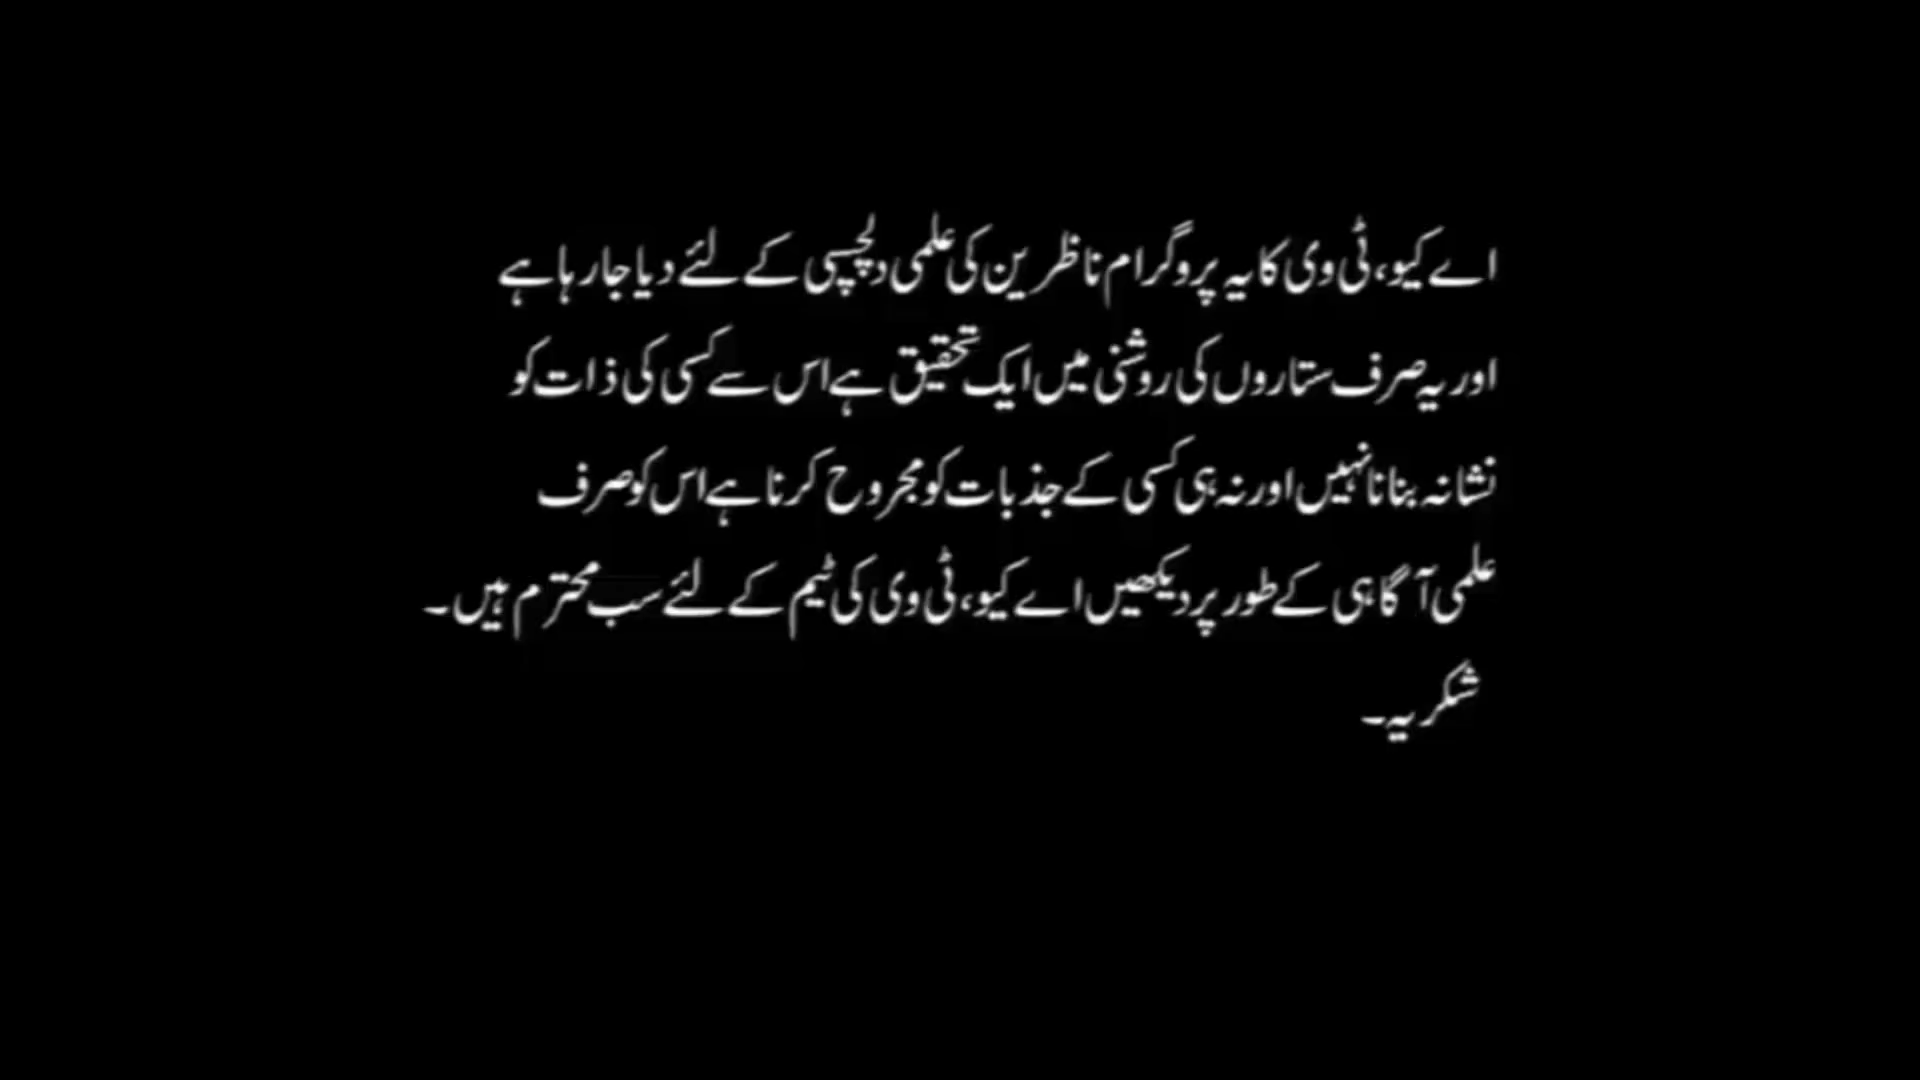 اے کیو، ٹی وی کا یہ پروگرام ناظرین کی علمی دلچسپی کے لئے دیا جا رہا ہے
اور یہ صرف ستاروں کی روشنی میں ایک تحقیق ہے اس سے کسی کی ذات کو
نشانہ بنانا نہیں اور نہ ہی کسی کے جذبات کو مجروح کرنا ہے اس کو صرف
علمی آگاہی کے طور پر دیکھیں اے کیو، ٹی وی کی ٹیم کے لئے سب محترم ہیں۔
شکریہ۔